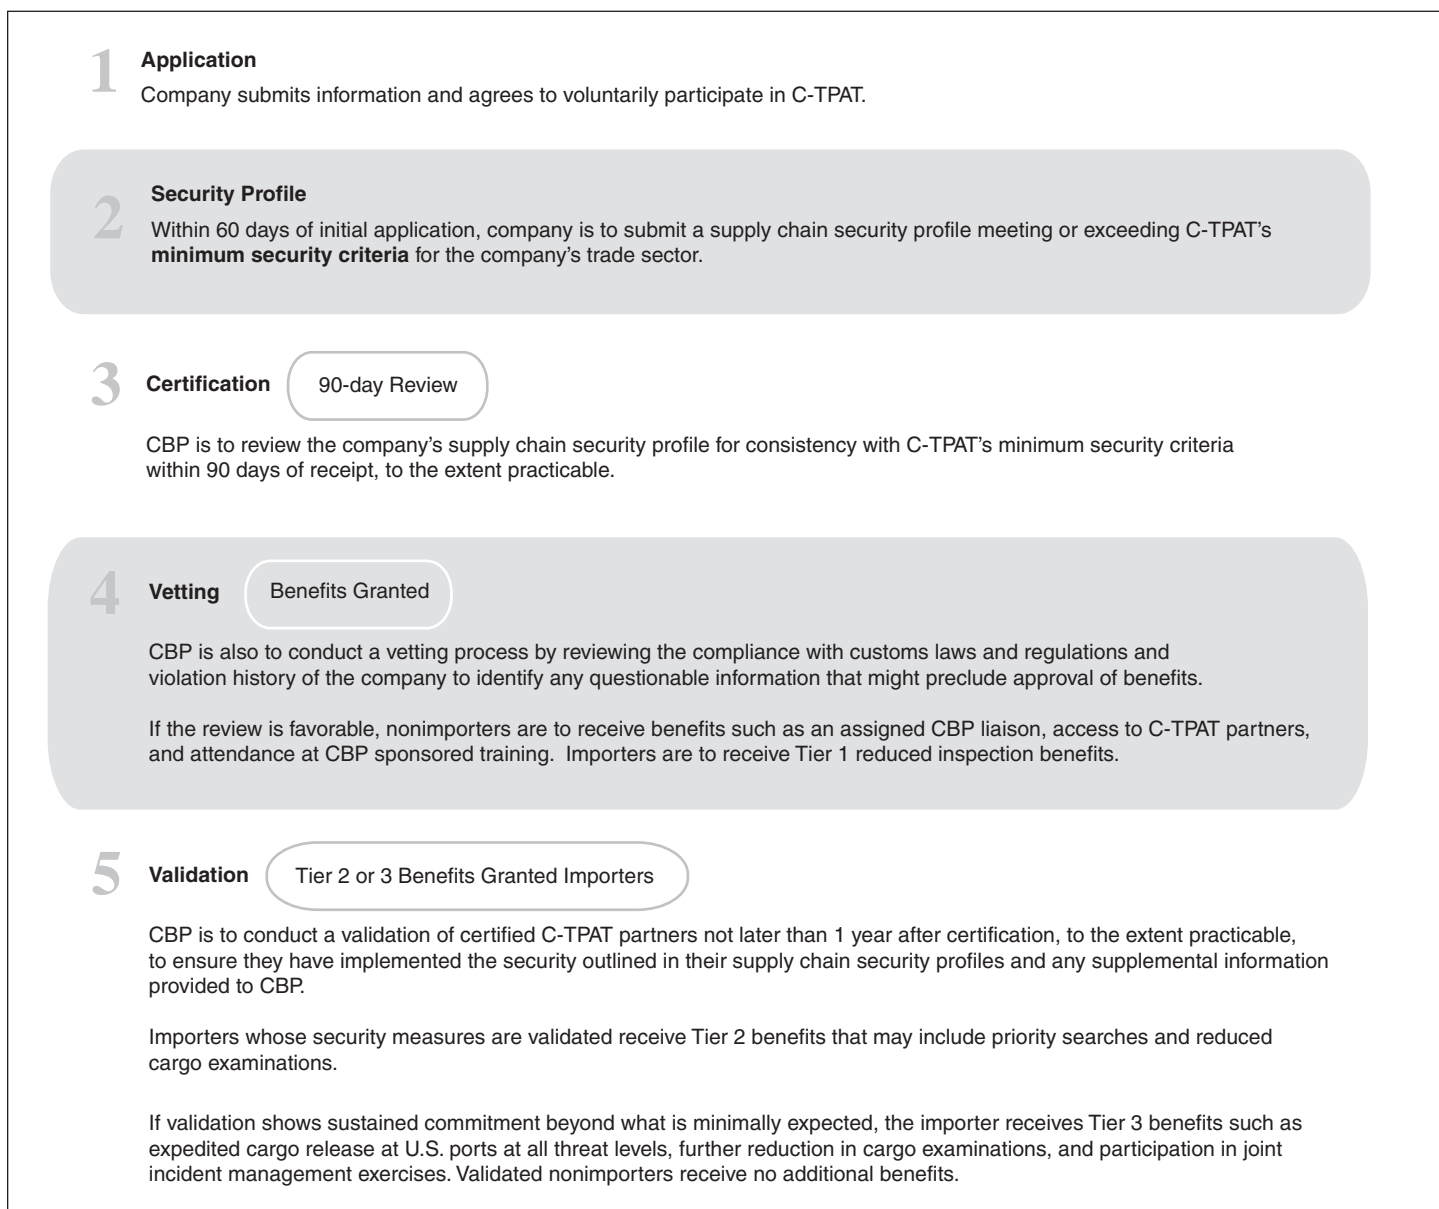 1 Application
Company submits information and agrees to voluntarily participate in C-TPAT.
2 Security Profile
Within 60 days of initial application, company is to submit a supply chain security profile meeting or exceeding C-TPAT's
minimum security criteria for the company's trade sector.
3 Certification 90-day Review
CBP is to review the company's supply chain security profile for consistency with C-TPAT's minimum security criteria
within 90 days of receipt, to the extent practicable.
4 Vetting Benefits Granted
CBP is also to conduct a vetting process by reviewing the compliance with customs laws and regulations and
violation history of the company to identify any questionable information that might preclude approval of benefits.
If the review is favorable, nonimporters are to receive benefits such as an assigned CBP liaison, access to C-TPAT partners,
and attendance at CBP sponsored training.  Importers are to receive Tier 1 reduced inspection benefits.
5 Validation Tier 2 or 3 Benefits Granted Importers
CBP is to conduct a validation of certified C-TPAT partners not later than 1 year after certification, to the extent practicable,
to ensure they have implemented the security outlined in their supply chain security profiles and any supplemental information
provided to CBP.
Importers whose security measures are validated receive Tier 2 benefits that may include priority searches and reduced
cargo examinations.
If validation shows sustained commitment beyond what is minimally expected, the importer receives Tier 3 benefits such as
expedited cargo release at U.S. ports at all threat levels, further reduction in cargo examinations, and participation in joint
incident management exercises. Validated nonimporters receive no additional benefits.